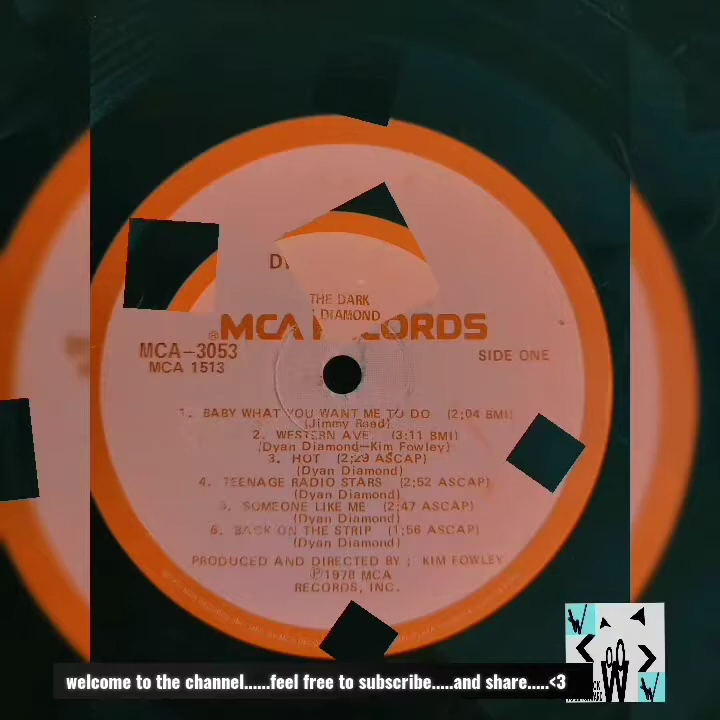 THE DARK
DIAMOND
MCA RECORDS
MCA-3053
MCA 1513
SIDE ONE
1. BABY WHAT YOU WANT ME TO DO (2;04 BMI)
(Jimmy Reed)
2. WESTERN AVE (3:11 BMI)
(Dyan Diamond-Kim Fowley)
3. HOT (2:29 ASCAP)
(Dyan Diamond)
4. TEENAGE RADIO STARS (2;52 ASCAP)
(Dyan Diamond)
5. SOMEONE LIKE ME (2:47 ASCAP)
(Dyan Diamond)
6. BACK ON THE STRIP (1;56 ASCAP)
(Dyan Diamond)
PRODUCED AND DIRECTED BY ; KIM FOWLEY
℗1978 MCA
RECORDS, INC.
welcome to the channel......feel free to subscribe.....and share.....<3